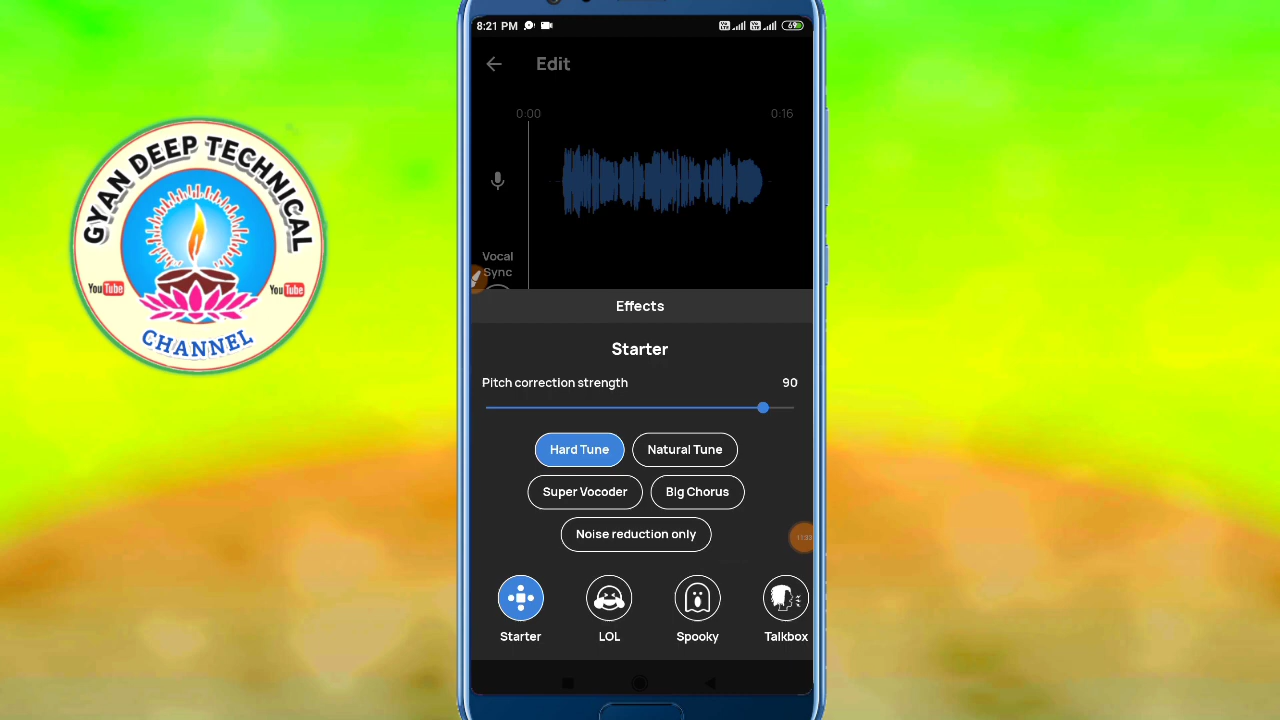 GYAN DEEP TECHNICAL
YouTube
YouTube
CHANNEL
8:21 PM
69
Edit
0:00
0:16
Vocal
Sync
Effects
Starter
Pitch correction strength
90
Hard Tune
Natural Tune
Super Vocoder
Big Chorus
Noise reduction only
Starter
LOL
Spooky
Talkbox